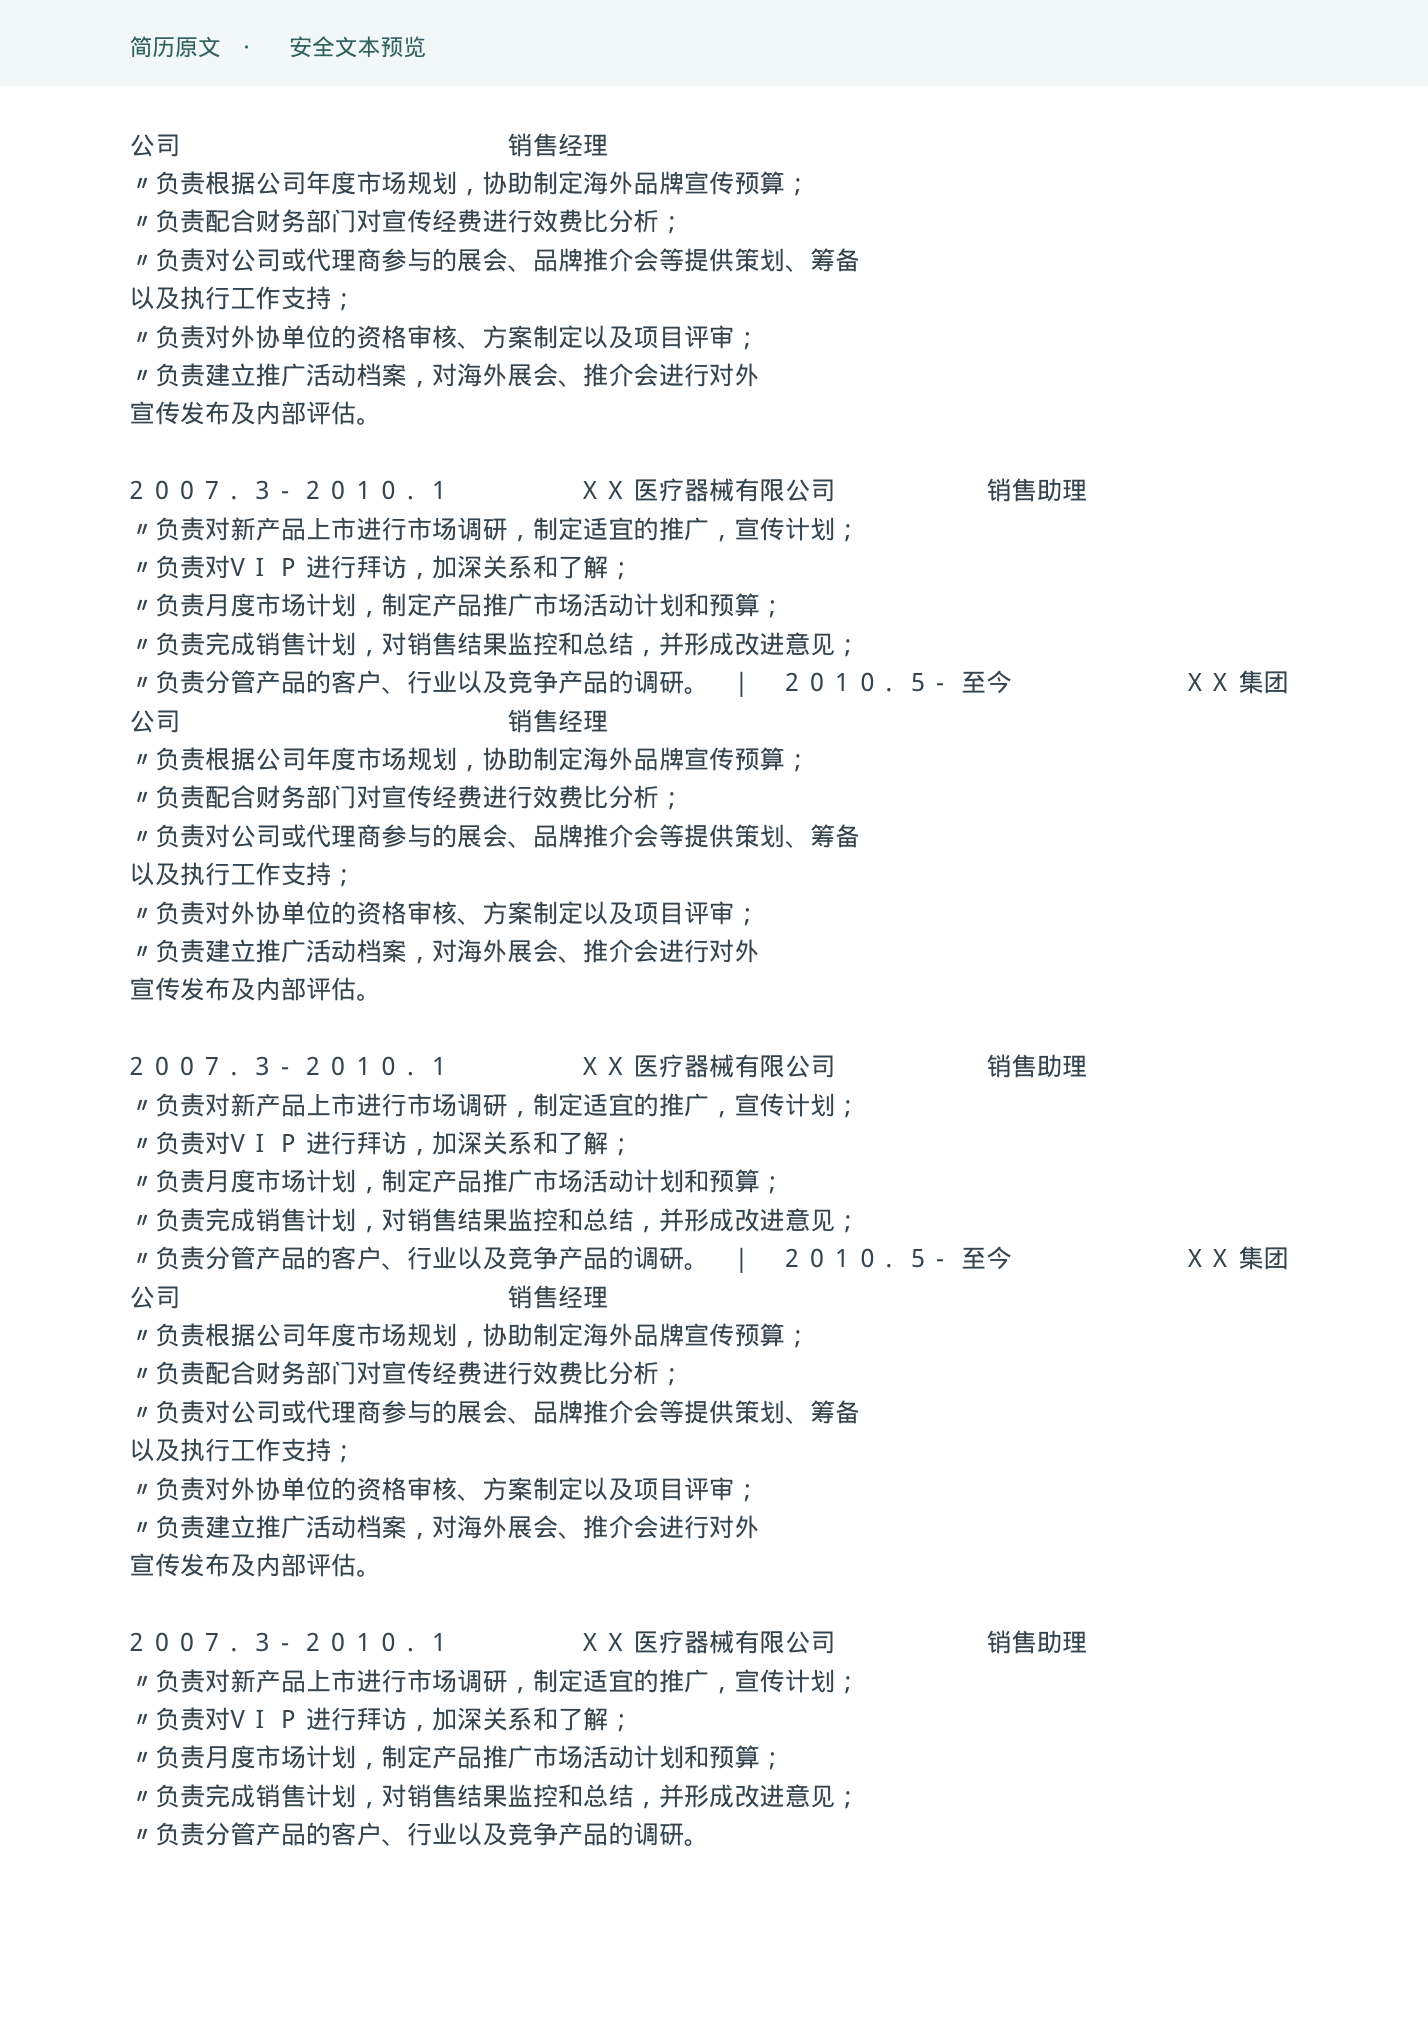 简历原文 · 安全文本预览
公司 销售经理
〃负责根据公司年度市场规划，协助制定海外品牌宣传预算；
〃负责配合财务部门对宣传经费进行效费比分析；
〃负责对公司或代理商参与的展会、品牌推介会等提供策划、筹备
以及执行工作支持；
〃负责对外协单位的资格审核、方案制定以及项目评审；
〃负责建立推广活动档案，对海外展会、推介会进行对外
宣传发布及内部评估。
2007.3-2010.1 XX医疗器械有限公司 销售助理
〃负责对新产品上市进行市场调研，制定适宜的推广，宣传计划；
〃负责对VIP进行拜访，加深关系和了解；
〃负责月度市场计划，制定产品推广市场活动计划和预算；
〃负责完成销售计划，对销售结果监控和总结，并形成改进意见；
〃负责分管产品的客户、行业以及竞争产品的调研。 | 2010.5-至今 XX集团
公司 销售经理
〃负责根据公司年度市场规划，协助制定海外品牌宣传预算；
〃负责配合财务部门对宣传经费进行效费比分析；
〃负责对公司或代理商参与的展会、品牌推介会等提供策划、筹备
以及执行工作支持；
〃负责对外协单位的资格审核、方案制定以及项目评审；
〃负责建立推广活动档案，对海外展会、推介会进行对外
宣传发布及内部评估。
2007.3-2010.1 XX医疗器械有限公司 销售助理
〃负责对新产品上市进行市场调研，制定适宜的推广，宣传计划；
〃负责对VIP进行拜访，加深关系和了解；
〃负责月度市场计划，制定产品推广市场活动计划和预算；
〃负责完成销售计划，对销售结果监控和总结，并形成改进意见；
〃负责分管产品的客户、行业以及竞争产品的调研。 | 2010.5-至今 XX集团
公司 销售经理
〃负责根据公司年度市场规划，协助制定海外品牌宣传预算；
〃负责配合财务部门对宣传经费进行效费比分析；
〃负责对公司或代理商参与的展会、品牌推介会等提供策划、筹备
以及执行工作支持；
〃负责对外协单位的资格审核、方案制定以及项目评审；
〃负责建立推广活动档案，对海外展会、推介会进行对外
宣传发布及内部评估。
2007.3-2010.1 XX医疗器械有限公司 销售助理
〃负责对新产品上市进行市场调研，制定适宜的推广，宣传计划；
〃负责对VIP进行拜访，加深关系和了解；
〃负责月度市场计划，制定产品推广市场活动计划和预算；
〃负责完成销售计划，对销售结果监控和总结，并形成改进意见；
〃负责分管产品的客户、行业以及竞争产品的调研。